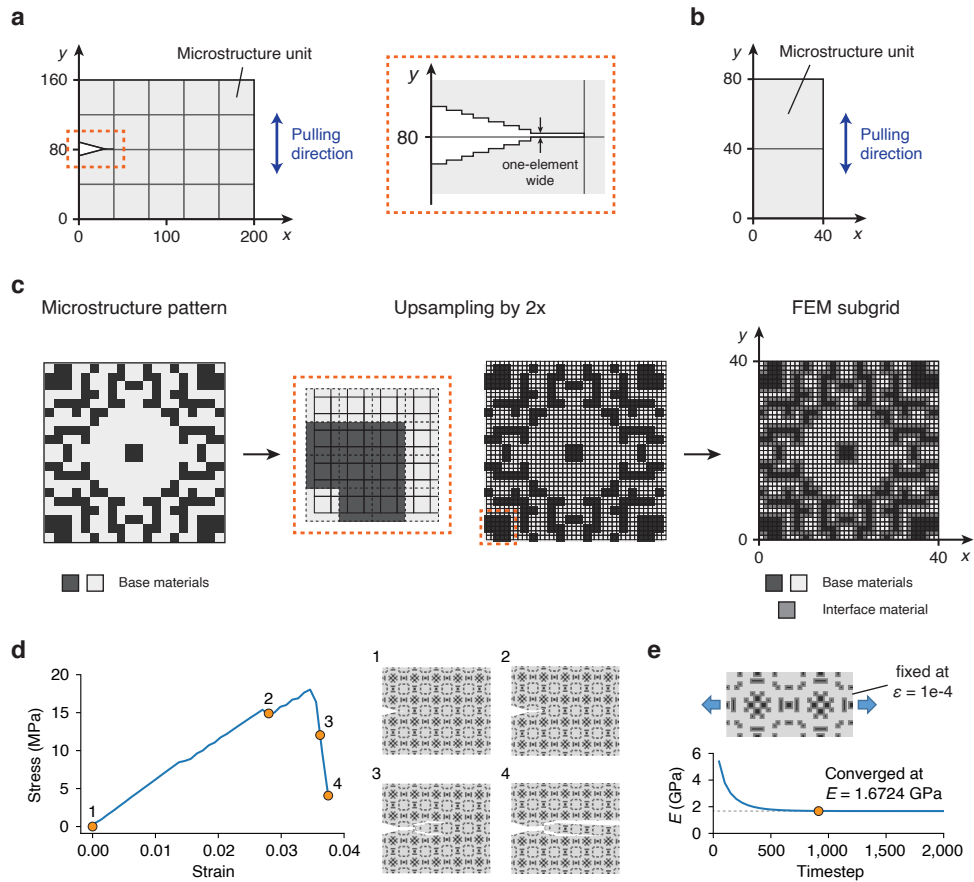 a
y
Microstructure unit
160
80
0
0
100
200
x
Pulling
direction
y
80
one-element
wide
b
y
Microstructure unit
80
40
0
0
40
x
Pulling
direction
c
Microstructure pattern
Upsampling by 2x
FEM subgrid
y
40
0
0
40
x
Base materials
Base materials
Interface material
d
20
15
10
5
0
Stress (MPa)
1
2
3
4
0.00
0.01
0.02
0.03
0.04
Strain
1
2
3
4
e
fixed at
ε = 1e-4
6
4
2
0
E (GPa)
Converged at
E = 1.6724 GPa
0
500
1,000
1,500
2,000
Timestep